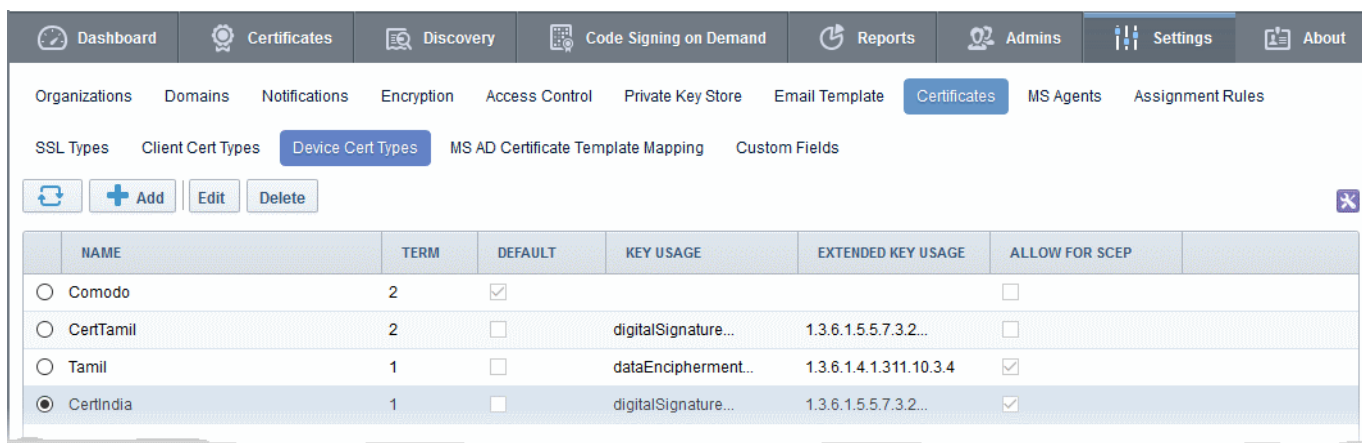 Dashboard Certificates Discovery Code Signing on Demand Reports Admins Settings About
Organizations Domains Notifications Encryption Access Control Private Key Store Email Template Certificates MS Agents Assignment Rules
SSL Types Client Cert Types Device Cert Types MS AD Certificate Template Mapping Custom Fields
Add Edit Delete
NAME TERM DEFAULT KEY USAGE EXTENDED KEY USAGE ALLOW FOR SCEP
Comodo 2
CertTamil 2 digitalSignature... 1.3.6.1.5.5.7.3.2...
Tamil 1 dataEncipherment... 1.3.6.1.4.1.311.10.3.4
CertIndia 1 digitalSignature... 1.3.6.1.5.5.7.3.2...